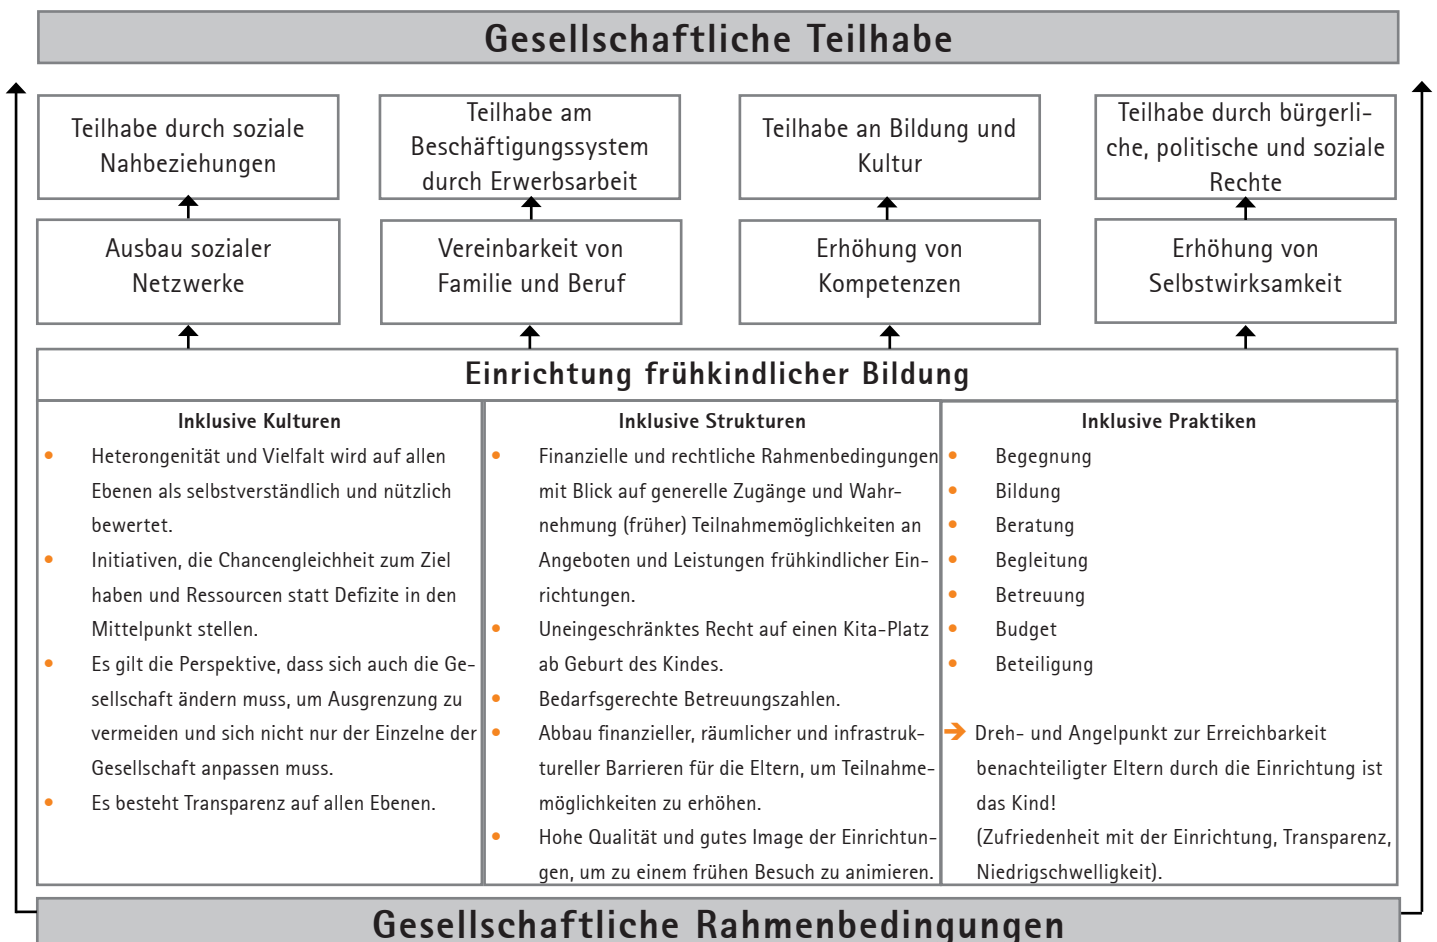 Gesellschaftliche Teilhabe
Teilhabe durch soziale
Nahbeziehungen
Teilhabe am
Beschäftigungssystem
durch Erwerbsarbeit
Teilhabe an Bildung und
Kultur
Teilhabe durch bürgerli-
che, politische und soziale
Rechte
Ausbau sozialer
Netzwerke
Vereinbarkeit von
Familie und Beruf
Erhöhung von
Kompetenzen
Erhöhung von
Selbstwirksamkeit
Einrichtung frühkindlicher Bildung
Inklusive Kulturen
• Heterongenität und Vielfalt wird auf allen
Ebenen als selbstverständlich und nützlich
bewertet.
• Initiativen, die Chancengleichheit zum Ziel
haben und Ressourcen statt Defizite in den
Mittelpunkt stellen.
• Es gilt die Perspektive, dass sich auch die Ge-
sellschaft ändern muss, um Ausgrenzung zu
vermeiden und sich nicht nur der Einzelne der
Gesellschaft anpassen muss.
• Es besteht Transparenz auf allen Ebenen.
Inklusive Strukturen
• Finanzielle und rechtliche Rahmenbedingungen
mit Blick auf generelle Zugänge und Wahr-
nehmung (früher) Teilnahmemöglichkeiten an
Angeboten und Leistungen frühkindlicher Ein-
richtungen.
• Uneingeschränktes Recht auf einen Kita-Platz
ab Geburt des Kindes.
• Bedarfsgerechte Betreuungszahlen.
• Abbau finanzieller, räumlicher und infrastruk-
tureller Barrieren für die Eltern, um Teilnahme-
möglichkeiten zu erhöhen.
• Hohe Qualität und gutes Image der Einrichtun-
gen, um zu einem frühen Besuch zu animieren.
Inklusive Praktiken
• Begegnung
• Bildung
• Beratung
• Begleitung
• Betreuung
• Budget
• Beteiligung
➔ Dreh- und Angelpunkt zur Erreichbarkeit
benachteiligter Eltern durch die Einrichtung ist
das Kind!
(Zufriedenheit mit der Einrichtung, Transparenz,
Niedrigschwelligkeit).
Gesellschaftliche Rahmenbedingungen